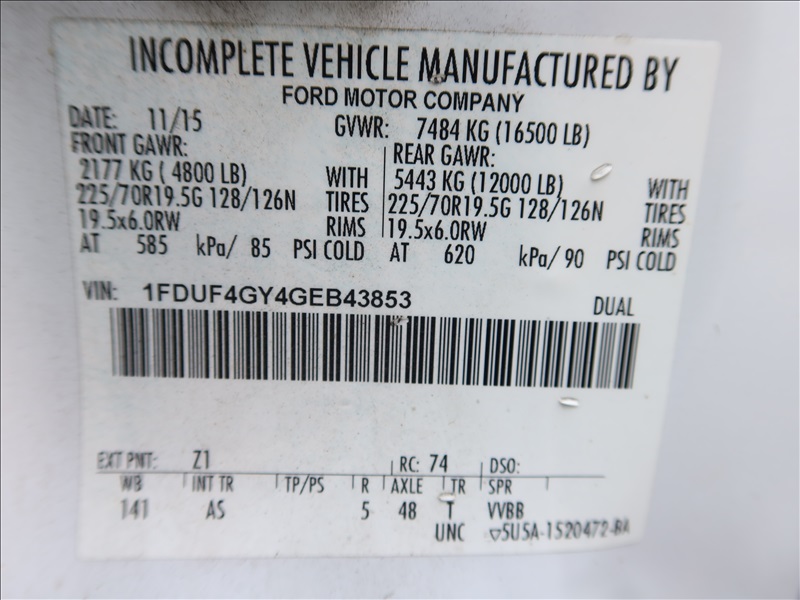 INCOMPLETE VEHICLE MANUFACTURED BY
FORD MOTOR COMPANY
DATE: 11/15 GVWR: 7484 KG (16500 LB)
FRONT GAWR: REAR GAWR:
2177 KG ( 4800 LB) WITH 5443 KG (12000 LB) WITH
225/70R19.5G 128/126N TIRES 225/70R19.5G 128/126N TIRES
19.5x6.0RW RIMS 19.5x6.0RW RIMS
AT 585 kPa/ 85 PSI COLD AT 620 kPa/ 90 PSI COLD
VIN: 1FDUF4GY4GEB43853 DUAL
EXT PNT: Z1 RC: 74 DSO:
WB INT TR TP/PS R AXLE TR SPR
141 AS 5 48 T VVBB
UNC ▽5U5A-1520472-BA